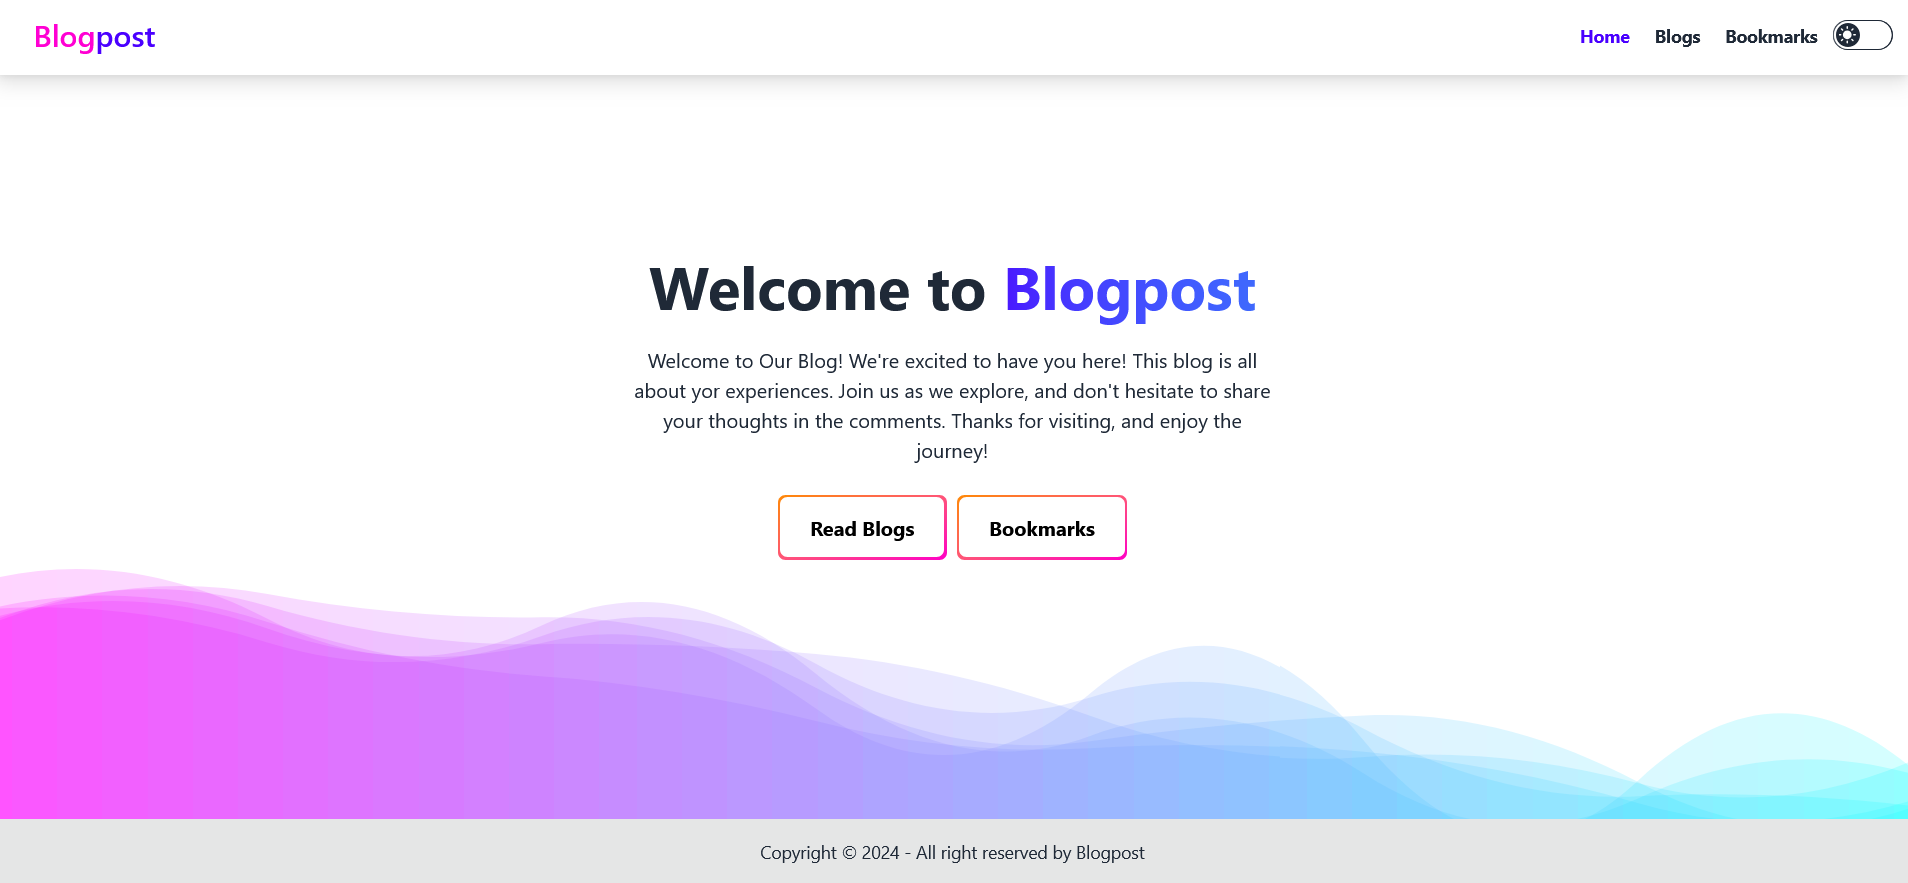 Blogpost
Home Blogs Bookmarks
Welcome to Blogpost
Welcome to Our Blog! We're excited to have you here! This blog is all
about yor experiences. Join us as we explore, and don't hesitate to share
your thoughts in the comments. Thanks for visiting, and enjoy the
journey!
Read Blogs Bookmarks
Copyright © 2024 - All right reserved by Blogpost